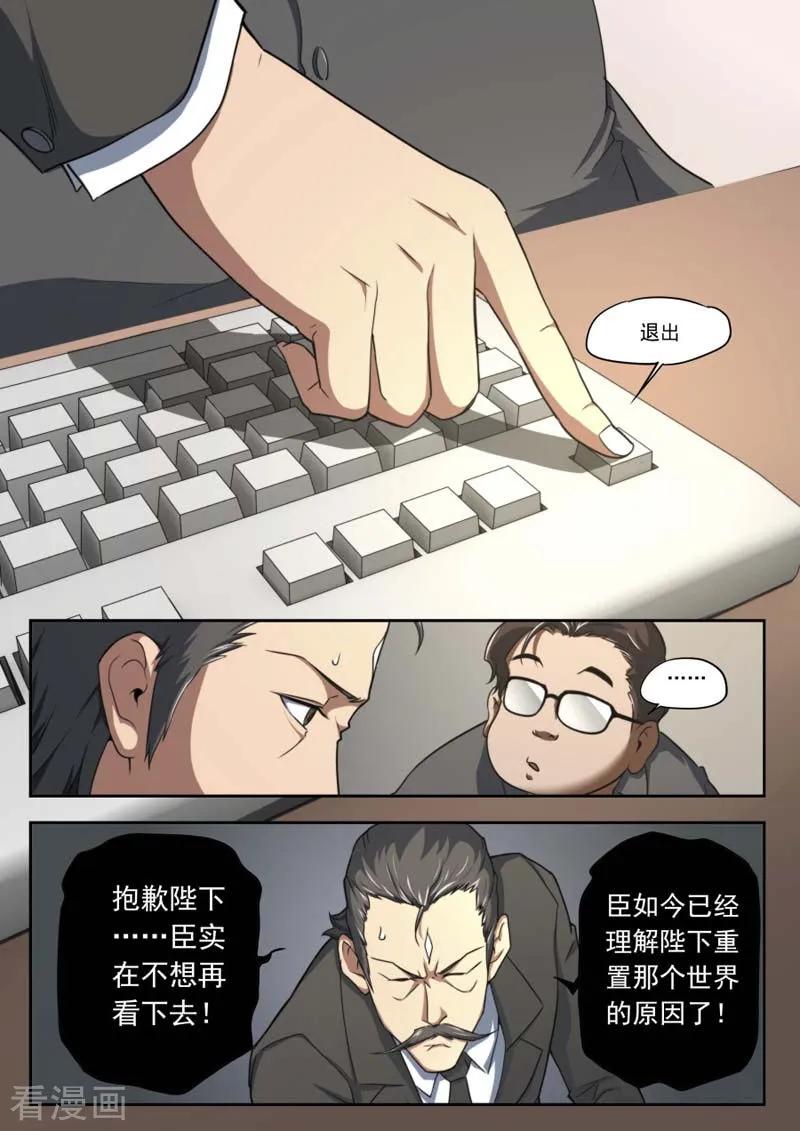 退出
……
抱歉陛下
……臣实
在不想再
看下去！
臣如今已经
理解陛下重
置那个世界
的原因了！
看漫画